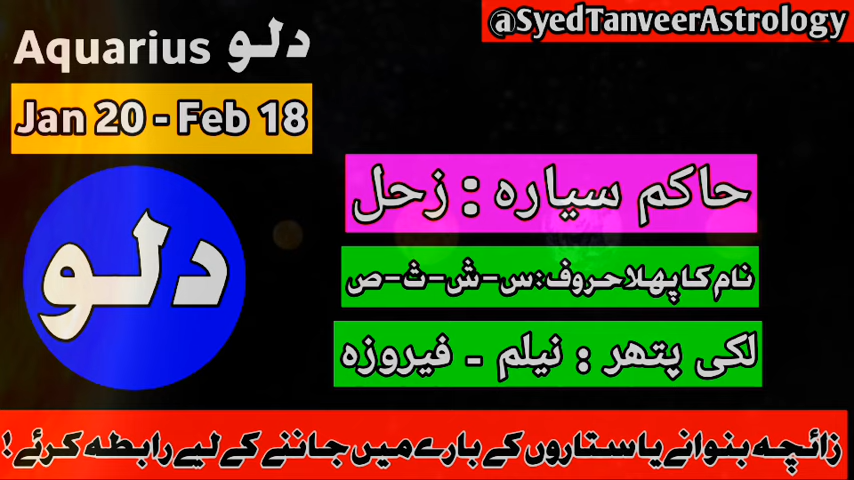 @SyedTanveerAstrology
Aquarius دلو
Jan 20 - Feb 18
حاکم سیارہ : زحل
دلو
نام کا پہلا حروف: س-ش-ث-ص
لکی پتھر : نیلم - فیروزہ
زائچہ بنوانے یا ستاروں کے بارے میں جاننے کے لیے رابطہ کرئے!